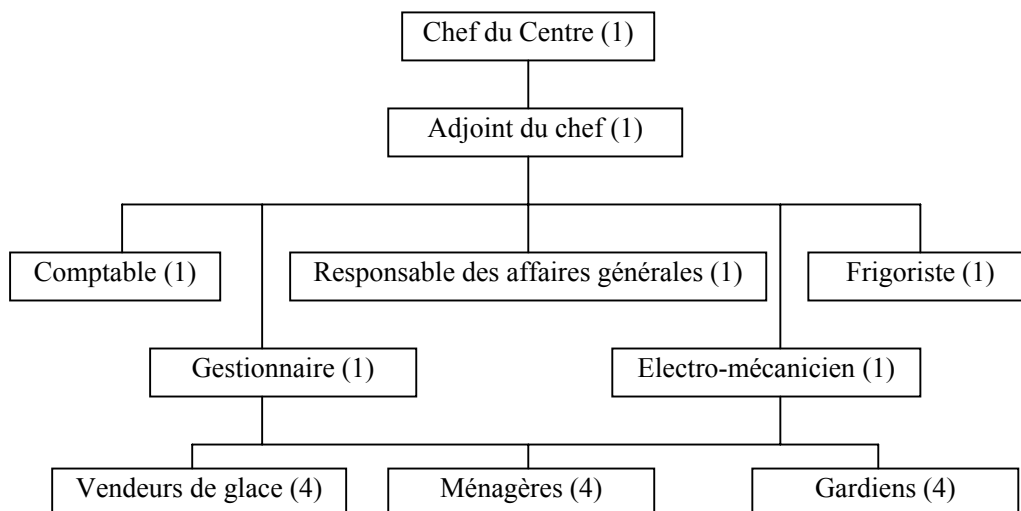 Chef du Centre (1)
Adjoint du chef (1)
Comptable (1)
Responsable des affaires générales (1)
Frigoriste (1)
Gestionnaire (1)
Electro-mécanicien (1)
Vendeurs de glace (4)
Ménagères (4)
Gardiens (4)